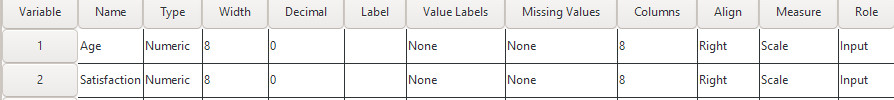 Variable Name Type Width Decimal Label Value Labels Missing Values Columns Align Measure Role
1 Age Numeric 8 0 None None 8 Right Scale Input
2 Satisfaction Numeric 8 0 None None 8 Right Scale Input